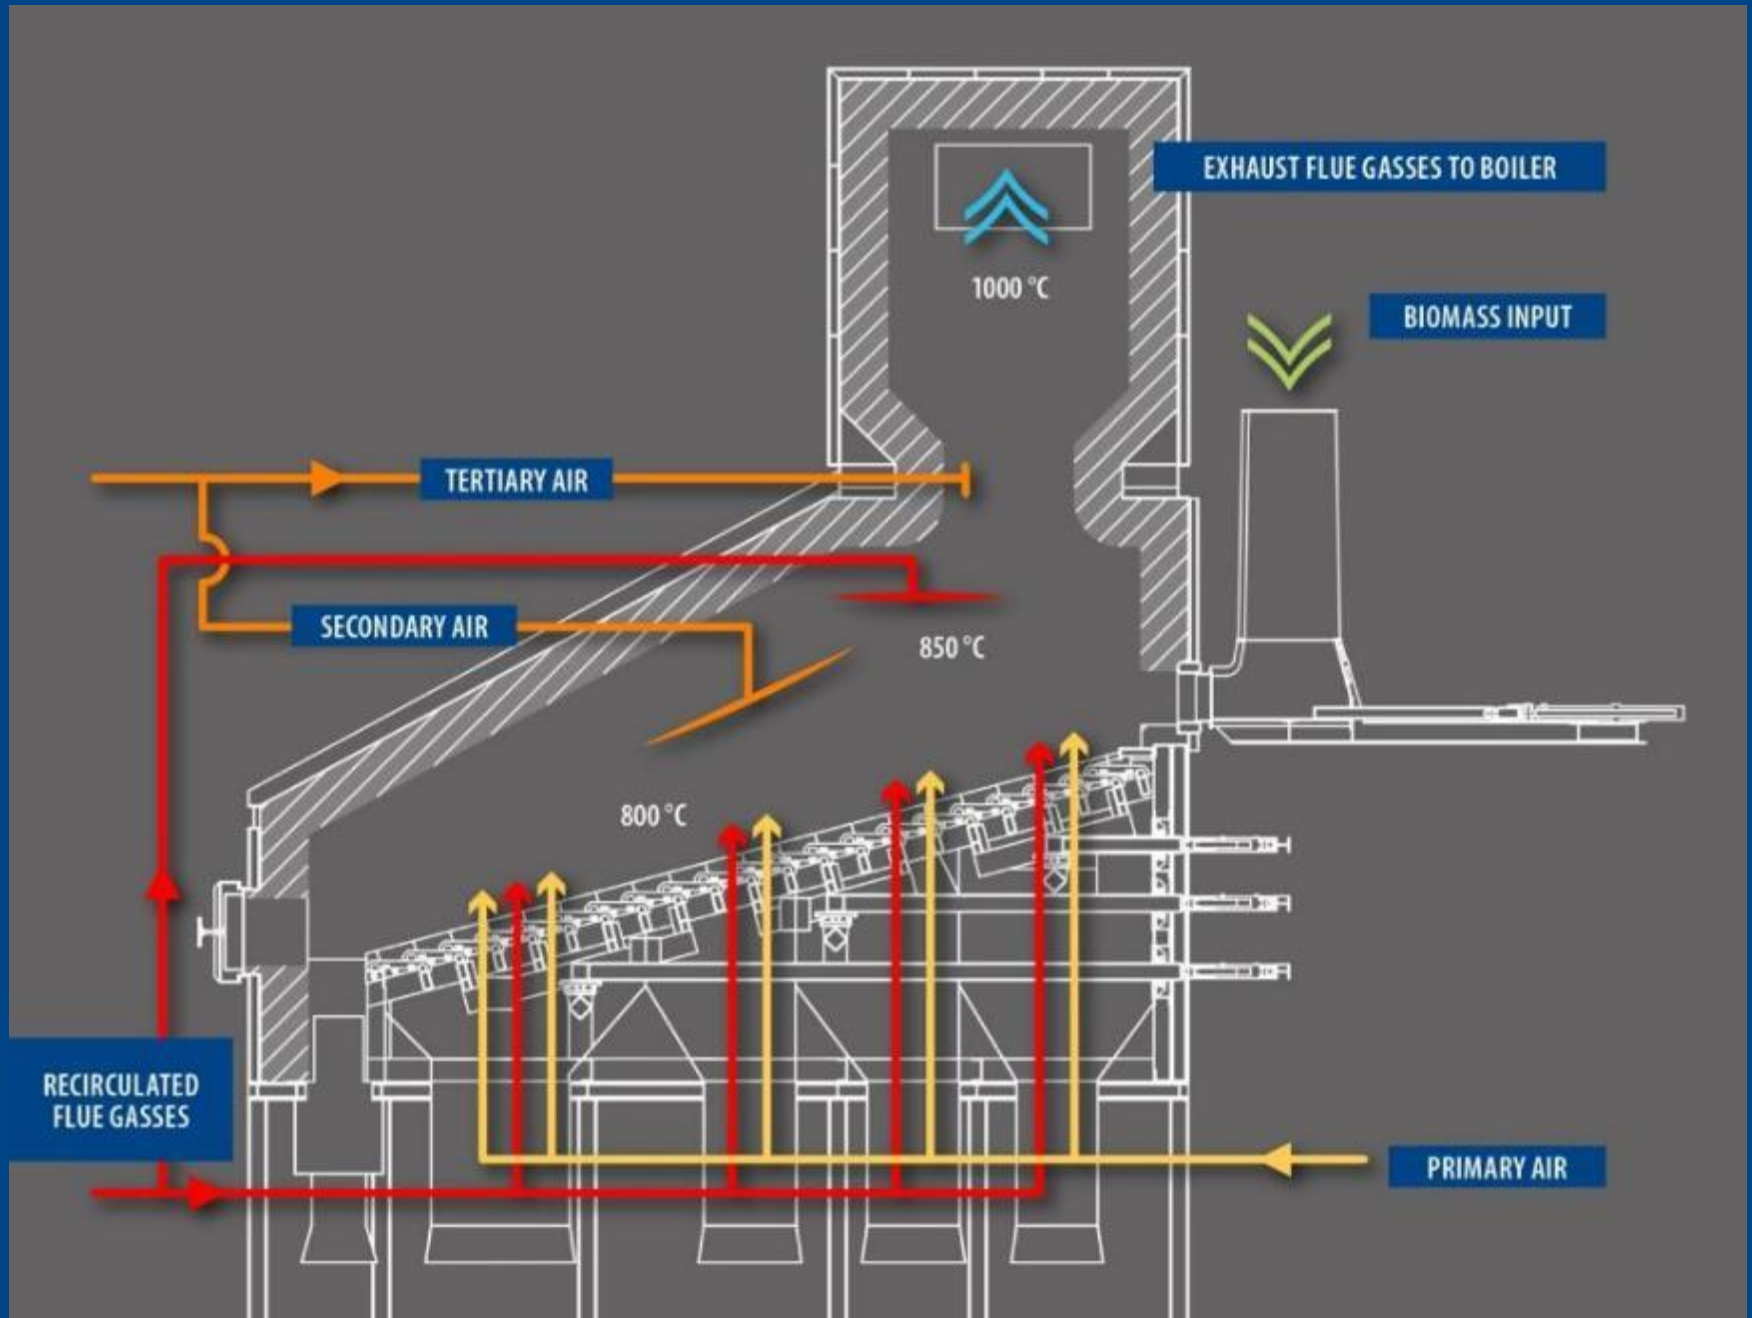 EXHAUST FLUE GASSES TO BOILER
1000 °C
BIOMASS INPUT
TERTIARY AIR
SECONDARY AIR
850 °C
800 °C
RECIRCULATED
FLUE GASSES
PRIMARY AIR